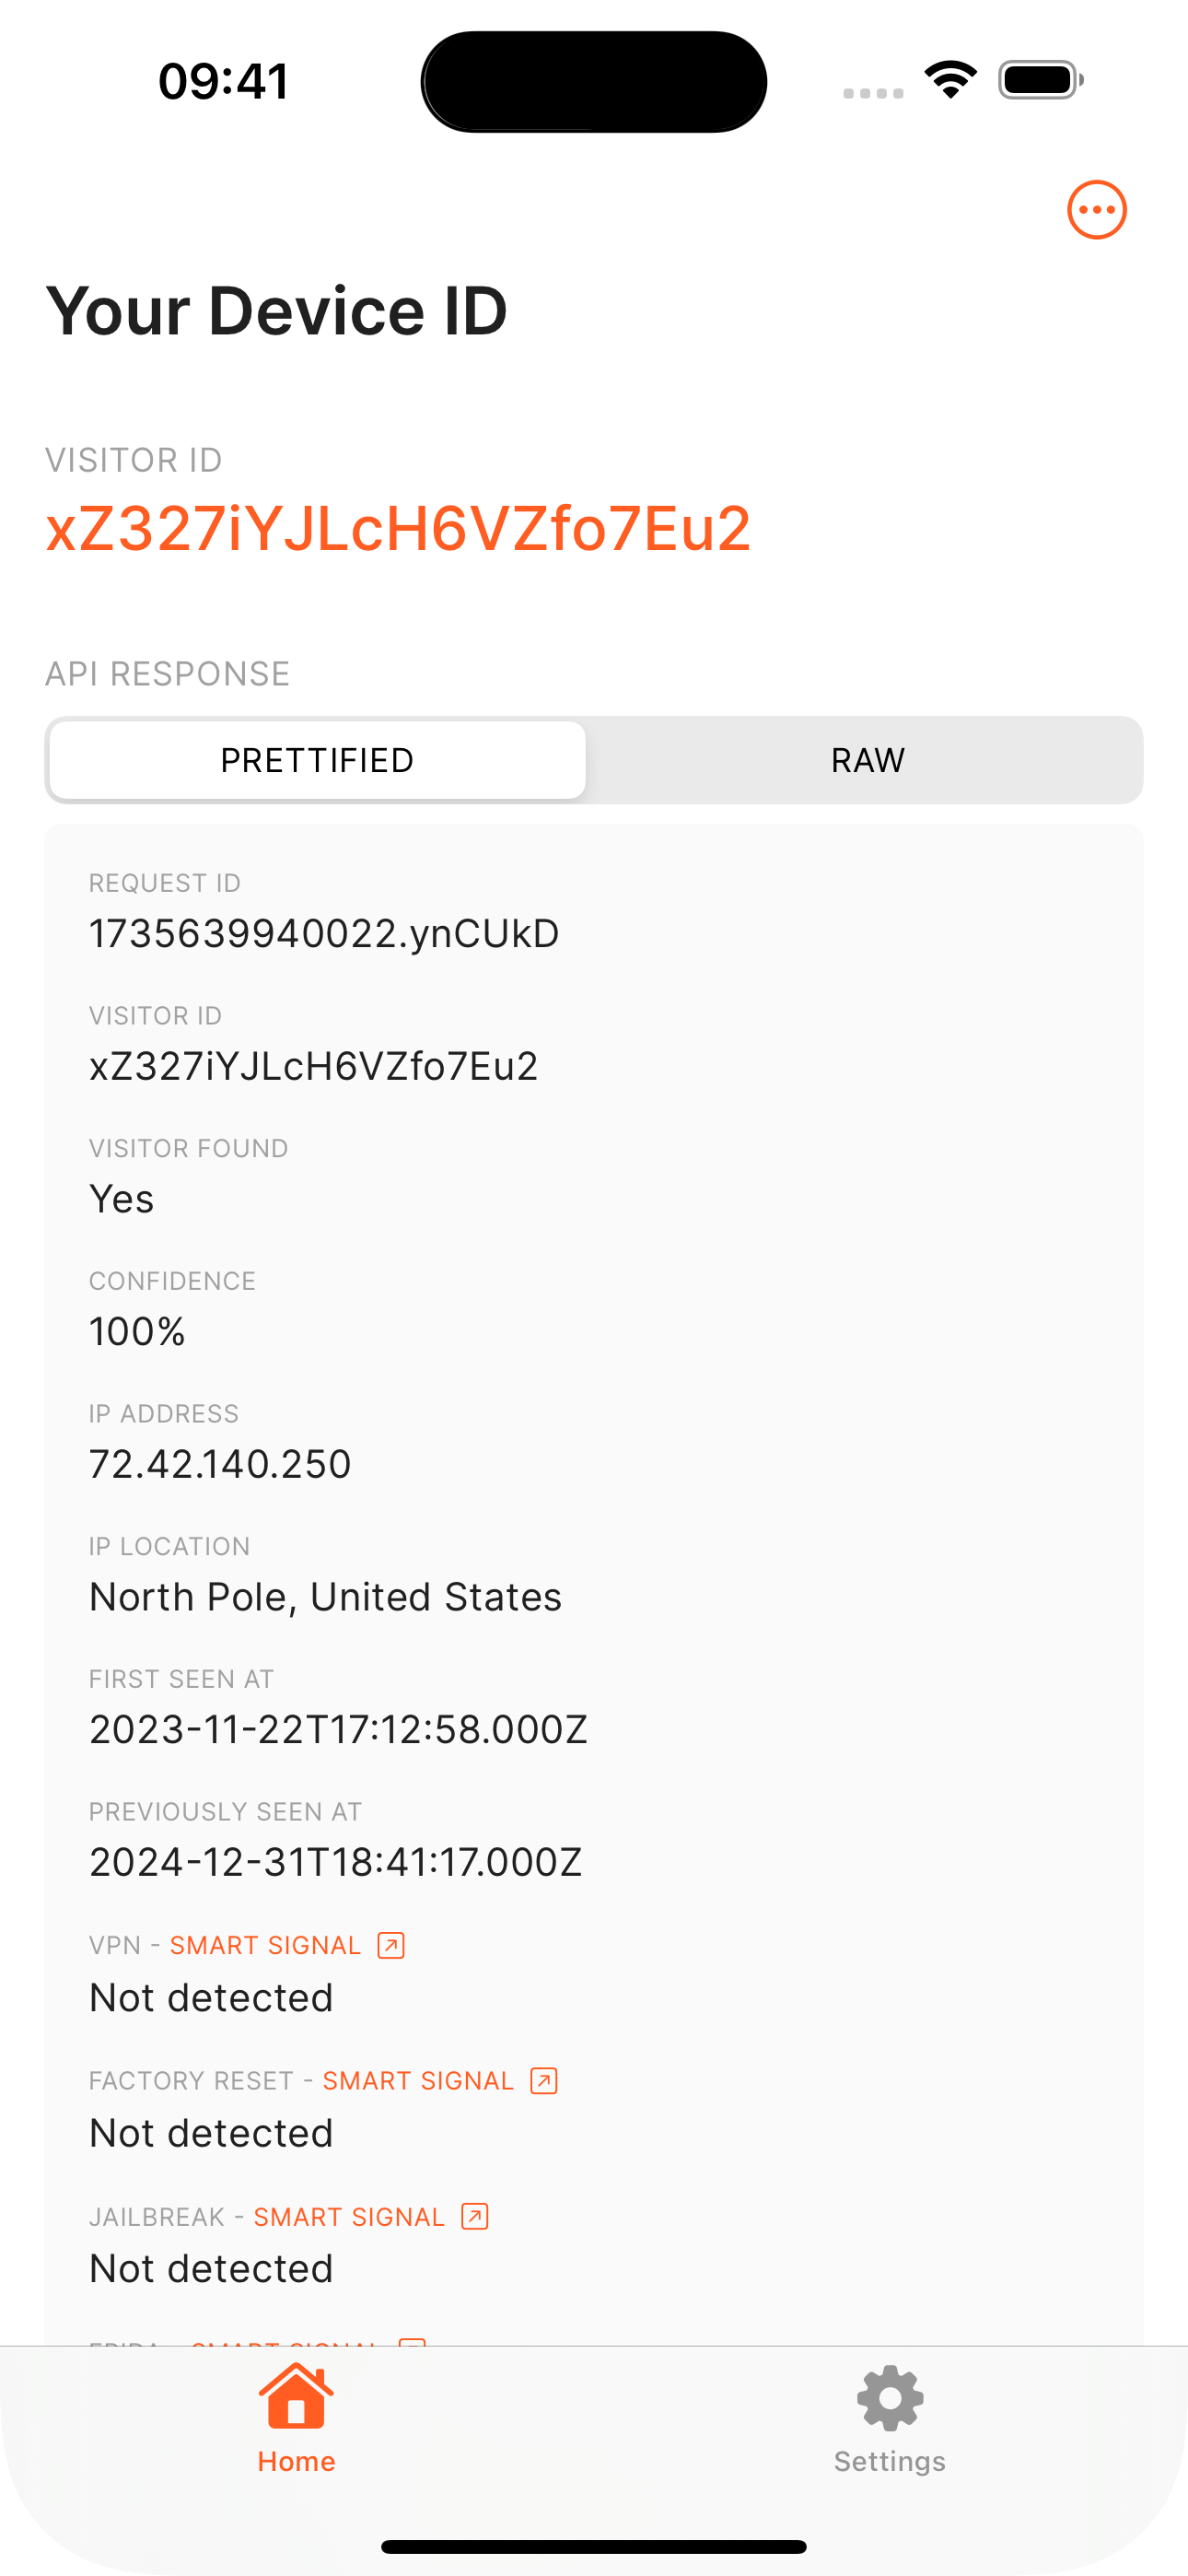 09:41
Your Device ID
VISITOR ID
xZ327iYJLcH6VZfo7Eu2
API RESPONSE
PRETTIFIED RAW
REQUEST ID
1735639940022.ynCUkD
VISITOR ID
xZ327iYJLcH6VZfo7Eu2
VISITOR FOUND
Yes
CONFIDENCE
100%
IP ADDRESS
72.42.140.250
IP LOCATION
North Pole, United States
FIRST SEEN AT
2023-11-22T17:12:58.000Z
PREVIOUSLY SEEN AT
2024-12-31T18:41:17.000Z
VPN - SMART SIGNAL
Not detected
FACTORY RESET - SMART SIGNAL
Not detected
JAILBREAK - SMART SIGNAL
Not detected
FRIDA - SMART SIGNAL
Home Settings